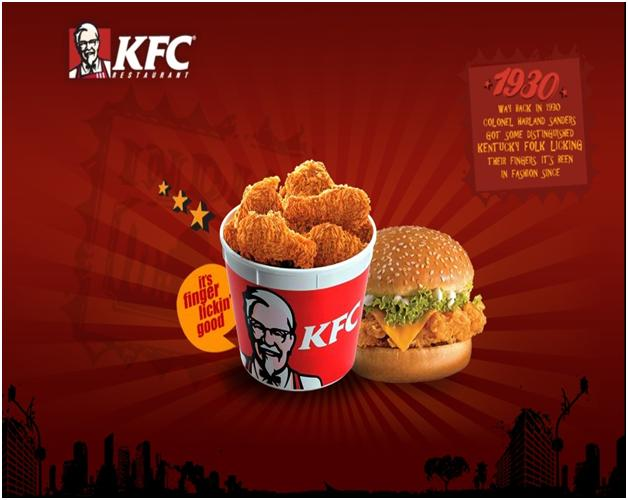 KFC
RESTAURANT
1930
WAY BACK IN 1930
COLONEL HARLAND SANDERS
GOT SOME DISTINGUISHED
KENTUCKY FOLK LICKING
THEIR FINGERS IT'S BEEN
IN FASHION SINCE
it's
finger
lickin'
good
KFC